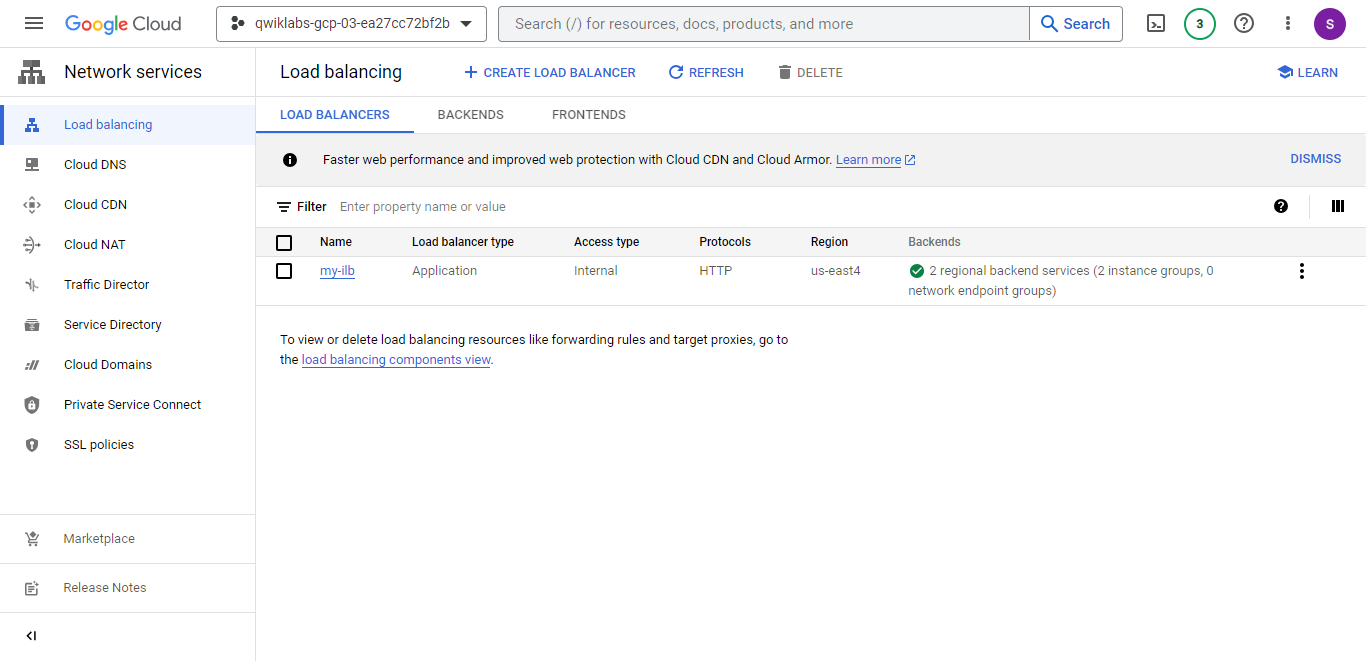 Google Cloud
qwiklabs-gcp-03-ea27cc72bf2b
Search (/) for resources, docs, products, and more
Search
3
S
Network services
Load balancing
CREATE LOAD BALANCER
REFRESH
DELETE
LEARN
Load balancing
Cloud DNS
Cloud CDN
Cloud NAT
Traffic Director
Service Directory
Cloud Domains
Private Service Connect
SSL policies
Marketplace
Release Notes
LOAD BALANCERS
BACKENDS
FRONTENDS
Faster web performance and improved web protection with Cloud CDN and Cloud Armor. Learn more
DISMISS
Filter
Enter property name or value
Name
Load balancer type
Access type
Protocols
Region
Backends
my-ilb
Application
Internal
HTTP
us-east4
2 regional backend services (2 instance groups, 0
network endpoint groups)
To view or delete load balancing resources like forwarding rules and target proxies, go to
the load balancing components view.